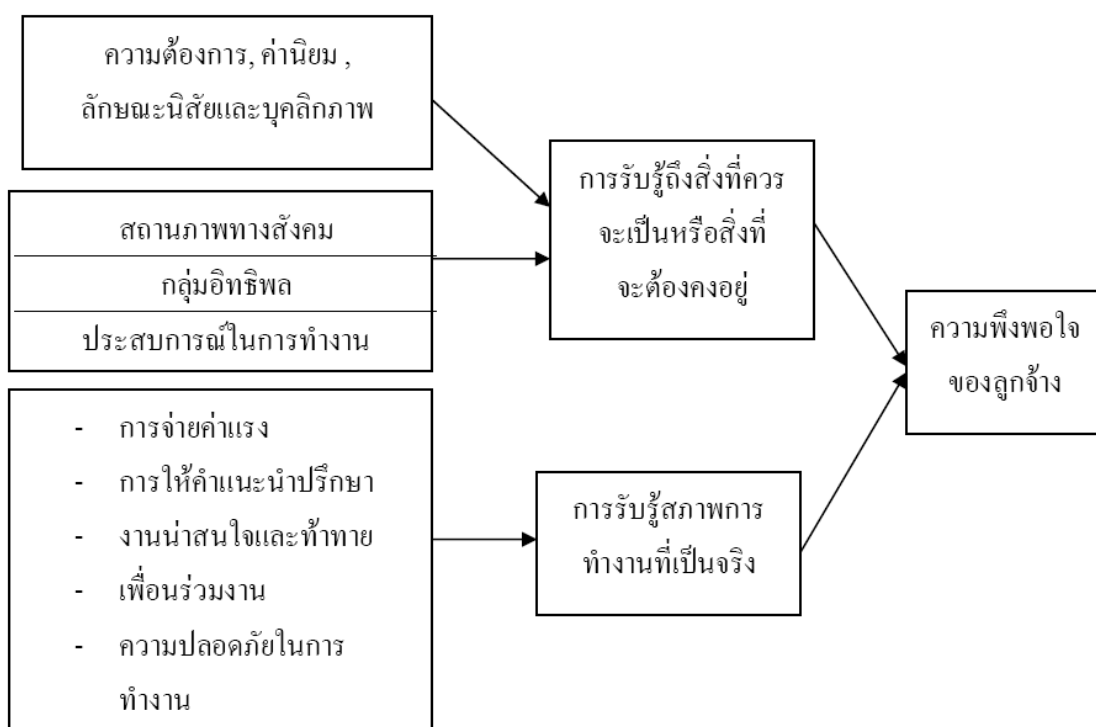 ความต้องการ, ค่านิยม ,
ลักษณะนิสัยและบุคลิกภาพ
สถานภาพทางสังคม
กลุ่มอิทธิพล
ประสบการณ์ในการทำงาน
- การจ่ายค่าแรง
- การให้คำแนะนำปรึกษา
- งานน่าสนใจและท้าทาย
- เพื่อนร่วมงาน
- ความปลอดภัยในการ
ทำงาน
การรับรู้ถึงสิ่งที่ควร
จะเป็นหรือสิ่งที่
จะต้องคงอยู่
การรับรู้สภาพการ
ทำงานที่เป็นจริง
ความพึงพอใจ
ของลูกจ้าง